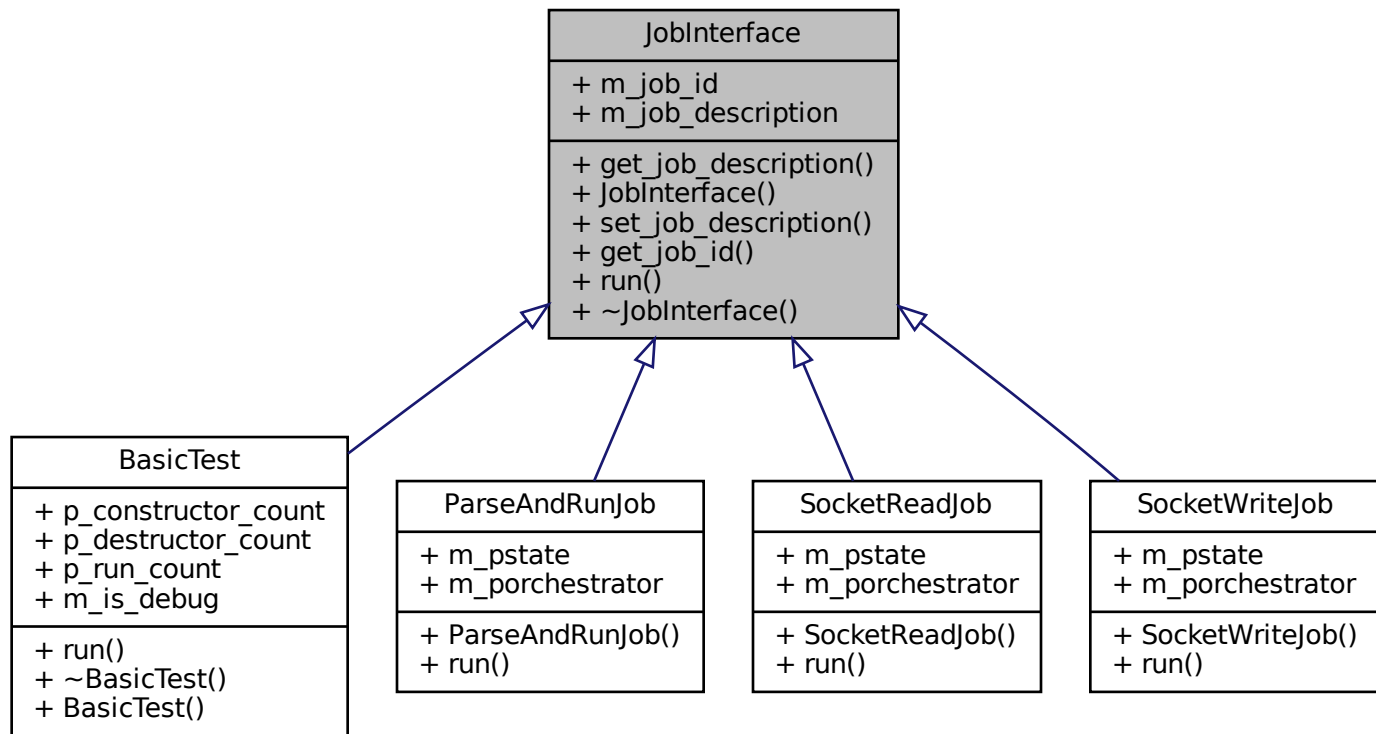 JobInterface
+ m_job_id
+ m_job_description
+ get_job_description()
+ JobInterface()
+ set_job_description()
+ get_job_id()
+ run()
+ ~JobInterface()
BasicTest
+ p_constructor_count
+ p_destructor_count
+ p_run_count
+ m_is_debug
+ run()
+ ~BasicTest()
+ BasicTest()
ParseAndRunJob
+ m_pstate
+ m_porchestrator
+ ParseAndRunJob()
+ run()
SocketReadJob
+ m_pstate
+ m_porchestrator
+ SocketReadJob()
+ run()
SocketWriteJob
+ m_pstate
+ m_porchestrator
+ SocketWriteJob()
+ run()